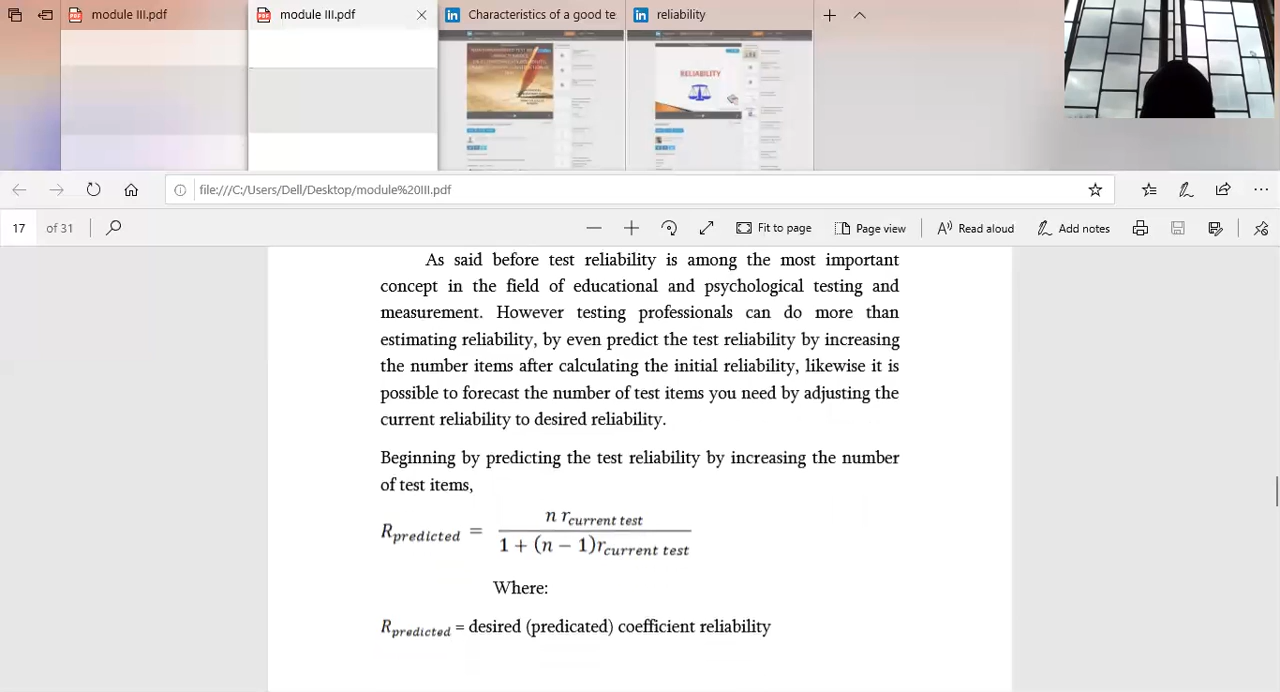 module III.pdf
module III.pdf
Characteristics of a good te
reliability
RELIABILITY
file:///C:/Users/Dell/Desktop/module%20III.pdf
17 of 31
Fit to page
Page view
Read aloud
Add notes
As said before test reliability is among the most important
concept in the field of educational and psychological testing and
measurement. However testing professionals can do more than
estimating reliability, by even predict the test reliability by increasing
the number items after calculating the initial reliability, likewise it is
possible to forecast the number of test items you need by adjusting the
current reliability to desired reliability.
Beginning by predicting the test reliability by increasing the number
of test items,
R_predicted = n r_current test / 1 + (n − 1)r_current test
Where:
R_predicted = desired (predicated) coefficient reliability